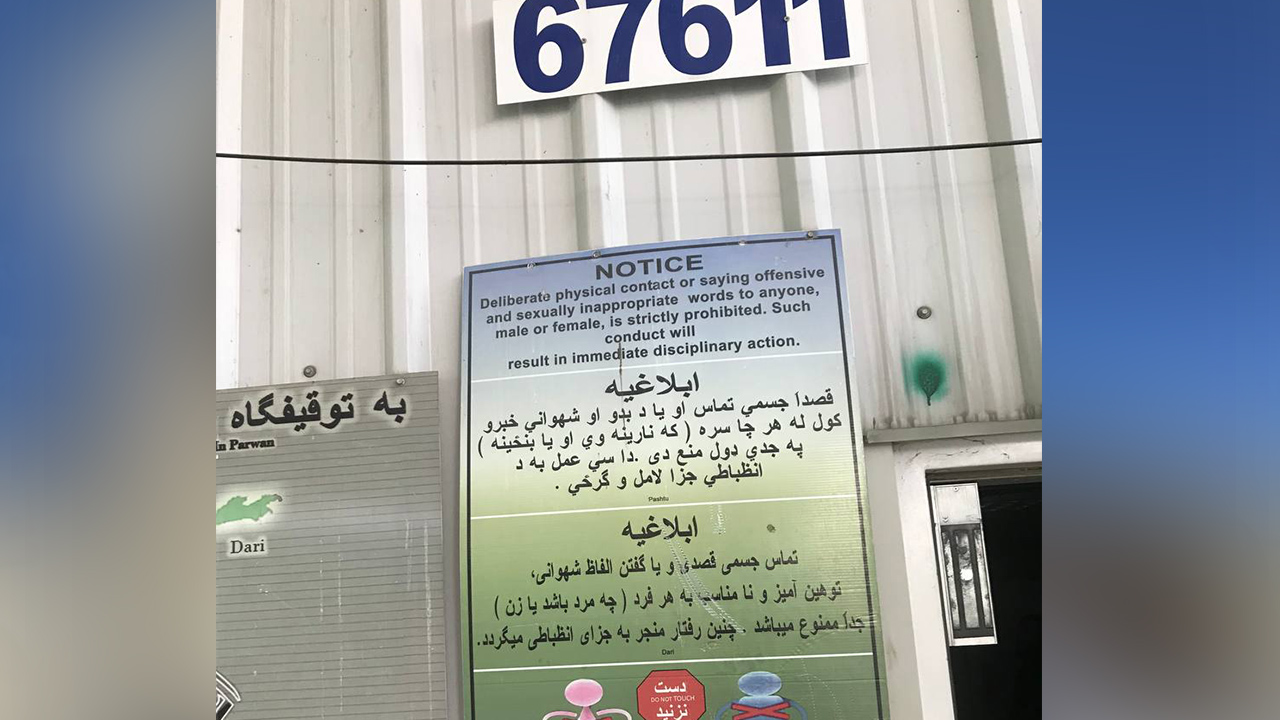 67611
NOTICE
Deliberate physical contact or saying offensive
and sexually inappropriate words to anyone,
male or female, is strictly prohibited. Such
conduct will
result in immediate disciplinary action.
ابلاغیه
قصدا جسمي تماس او یا د بدو او شهواني خبرو
کول له هر چا سره ( که نارینه وي او یا بنځینه )
په جدي دول منع دی .دا سي عمل به د
انظباطي جزا لامل و ګرځي .
Pashtu
ابلاغیه
تماس جسمی قصدی و یا گفتن الفاظ شهوانی،
توهین آمیز و نا مناسب به هر فرد ( چه مرد باشد یا زن )
جداً ممنوع میباشد . چنین رفتار منجر به جزای انظباطی میگردد.
Dari
دست
DO NOT TOUCH
نزنید
به توقیفگاه
In Parwan
Dari